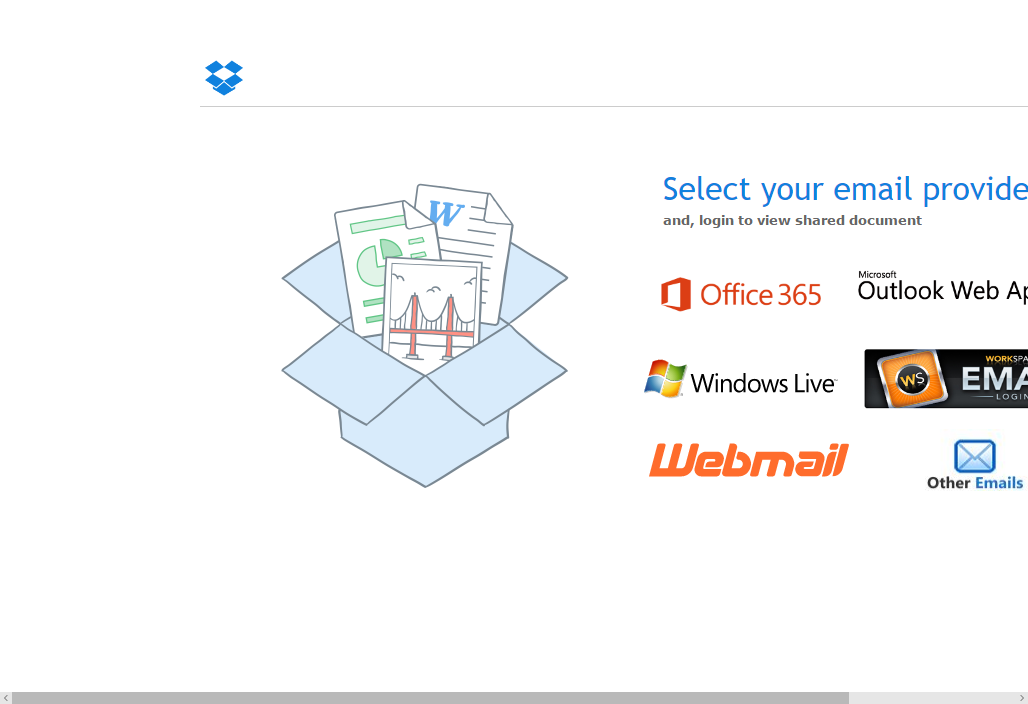 Select your email provide
and, login to view shared document
W
Office 365
Microsoft
Outlook Web Ap
Windows Live
WS
WORKSPA
EMA
LOGIN
Webmail
Other Emails